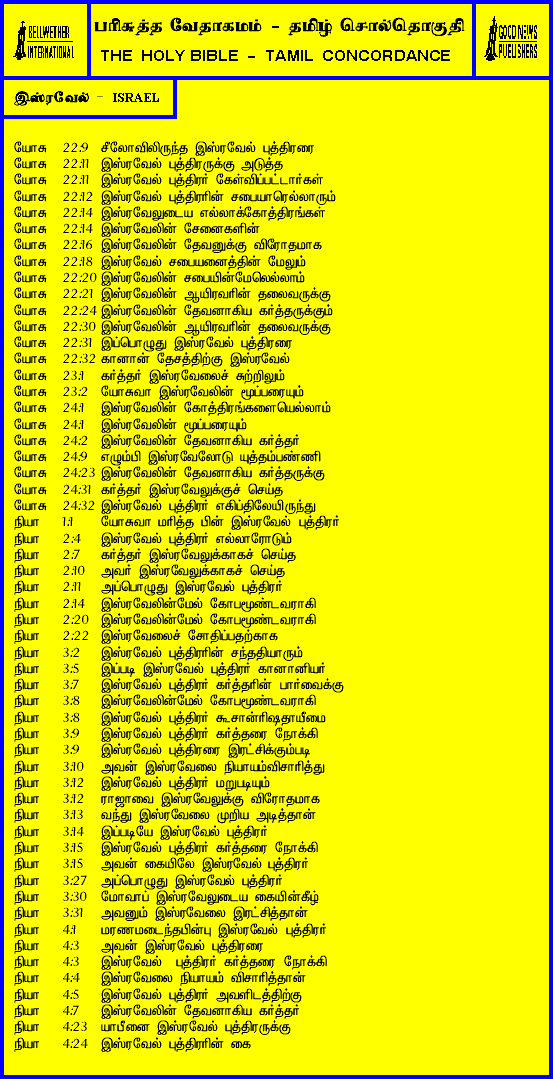 BELLWETHER
INTERNATIONAL
பரிசுத்த வேதாகமம் - தமிழ் சொல்தொகுதி
THE HOLY BIBLE - TAMIL CONCORDANCE
GOOD NEWS
PUBLISHERS
இஸ்ரவேல் - ISRAEL
யோசு 22:9 சீலோவிலிருந்த இஸ்ரவேல் புத்திரரை
யோசு 22:11 இஸ்ரவேல் புத்திரருக்கு அடுத்த
யோசு 22:11 இஸ்ரவேல் புத்திரர் கேள்விப்பட்டார்கள்
யோசு 22:12 இஸ்ரவேல் புத்திரரின் சபையாரெல்லாரும்
யோசு 22:14 இஸ்ரவேலுடைய எல்லாக்கோத்திரங்கள்
யோசு 22:14 இஸ்ரவேலின் சேனைகளின்
யோசு 22:16 இஸ்ரவேலின் தேவனுக்கு விரோதமாக
யோசு 22:18 இஸ்ரவேல் சபையனைத்தின் மேலும்
யோசு 22:20 இஸ்ரவேலின் சபையின்மேலெல்லாம்
யோசு 22:21 இஸ்ரவேலின் ஆயிரவரின் தலைவருக்கு
யோசு 22:24 இஸ்ரவேலின் தேவனாகிய கர்த்தருக்கும்
யோசு 22:30 இஸ்ரவேலின் ஆயிரவரின் தலைவருக்கு
யோசு 22:31 இப்பொழுது இஸ்ரவேல் புத்திரரை
யோசு 22:32 கானான் தேசத்திற்கு இஸ்ரவேல்
யோசு 23:1 கர்த்தர் இஸ்ரவேலைச் சுற்றிலும்
யோசு 23:2 யோசுவா இஸ்ரவேலின் மூப்பரையும்
யோசு 24:1 இஸ்ரவேலின் கோத்திரங்களையெல்லாம்
யோசு 24:1 இஸ்ரவேலின் மூப்பரையும்
யோசு 24:2 இஸ்ரவேலின் தேவனாகிய கர்த்தர்
யோசு 24:9 எழும்பி இஸ்ரவேலோடு யுத்தம்பண்ணி
யோசு 24:23 இஸ்ரவேலின் தேவனாகிய கர்த்தருக்கு
யோசு 24:31 கர்த்தர் இஸ்ரவேலுக்குச் செய்த
யோசு 24:32 இஸ்ரவேல் புத்திரர் எகிப்திலேயிருந்து
நியா 1:1 யோசுவா மரித்த பின் இஸ்ரவேல் புத்திரர்
நியா 2:4 இஸ்ரவேல் புத்திரர் எல்லாரோடும்
நியா 2:7 கர்த்தர் இஸ்ரவேலுக்காகச் செய்த
நியா 2:10 அவர் இஸ்ரவேலுக்காகச் செய்த
நியா 2:11 அப்பொழுது இஸ்ரவேல் புத்திரர்
நியா 2:14 இஸ்ரவேலின்மேல் கோபமூண்டவராகி
நியா 2:20 இஸ்ரவேலின்மேல் கோபமூண்டவராகி
நியா 2:22 இஸ்ரவேலைச் சோதிப்பதற்காக
நியா 3:2 இஸ்ரவேல் புத்திரரின் சந்ததியாரும்
நியா 3:5 இப்படி இஸ்ரவேல் புத்திரர் கானானியர்
நியா 3:7 இஸ்ரவேல் புத்திரர் கர்த்தரின் பார்வைக்கு
நியா 3:8 இஸ்ரவேலின்மேல் கோபமூண்டவராகி
நியா 3:8 இஸ்ரவேல் புத்திரர் கூசான்ரிஷதாயீமை
நியா 3:9 இஸ்ரவேல் புத்திரர் கர்த்தரை நோக்கி
நியா 3:9 இஸ்ரவேல் புத்திரரை இரட்சிக்கும்படி
நியா 3:10 அவன் இஸ்ரவேலை நியாயம்விசாரித்து
நியா 3:12 இஸ்ரவேல் புத்திரர் மறுபடியும்
நியா 3:12 ராஜாவை இஸ்ரவேலுக்கு விரோதமாக
நியா 3:13 வந்து இஸ்ரவேலை முறிய அடித்தான்
நியா 3:14 இப்படியே இஸ்ரவேல் புத்திரர்
நியா 3:15 இஸ்ரவேல் புத்திரர் கர்த்தரை நோக்கி
நியா 3:15 அவன் கையிலே இஸ்ரவேல் புத்திரர்
நியா 3:27 அப்பொழுது இஸ்ரவேல் புத்திரர்
நியா 3:30 மோவாப் இஸ்ரவேலுடைய கையின்கீழ்
நியா 3:31 அவனும் இஸ்ரவேலை இரட்சித்தான்
நியா 4:1 மரணமடைந்தபின்பு இஸ்ரவேல் புத்திரர்
நியா 4:3 அவன் இஸ்ரவேல் புத்திரரை
நியா 4:3 இஸ்ரவேல் புத்திரர் கர்த்தரை நோக்கி
நியா 4:4 இஸ்ரவேலை நியாயம் விசாரித்தான்
நியா 4:5 இஸ்ரவேல் புத்திரர் அவளிடத்திற்கு
நியா 4:7 இஸ்ரவேலின் தேவனாகிய கர்த்தர்
நியா 4:23 யாபீனை இஸ்ரவேல் புத்திரருக்கு
நியா 4:24 இஸ்ரவேல் புத்திரரின் கை